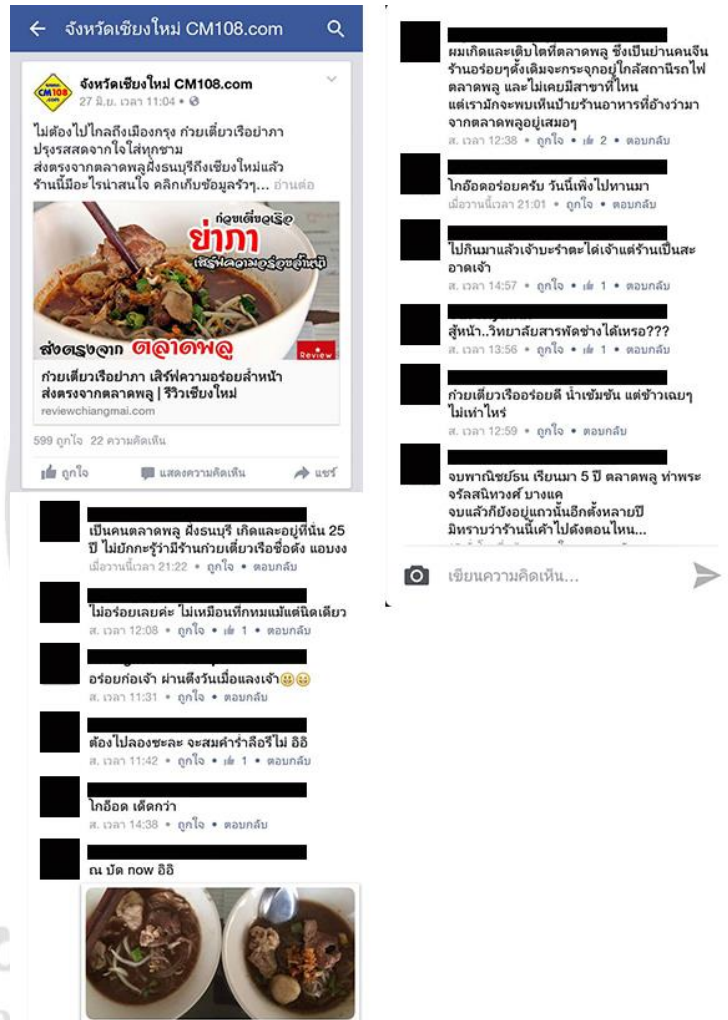 จังหวัดเชียงใหม่ CM108.com
CM108
.com
จังหวัดเชียงใหม่ CM108.com
27 มิ.ย. เวลา 11:04
ไม่ต้องไปไกลถึงเมืองกรุง ก๋วยเตี๋ยวเรือย่าภา
ปรุงรสสดจากใจใส่ทุกชาม
ส่งตรงจากตลาดพลูฝั่งธนบุรีถึงเชียงใหม่แล้ว
ร้านนี้มีอะไรน่าสนใจ คลิกเก็บข้อมูลรัวๆ... อ่านต่อ
ก๋วยเตี๋ยวเรือ
ย่าภา
เสิร์ฟความอร่อยล้ำหน้า
ส่งตรงจาก ตลาดพลู
Review
ก๋วยเตี๋ยวเรือย่าภา เสิร์ฟความอร่อยล้ำหน้า
ส่งตรงจากตลาดพลู | รีวิวเชียงใหม่
reviewchiangmai.com
599 ถูกใจ 22 ความคิดเห็น
ถูกใจ แสดงความคิดเห็น แชร์
เป็นคนตลาดพลู ฝั่งธนบุรี เกิดและอยู่ที่นั่น 25
ปี ไม่ยักกะรู้ว่ามีร้านก๋วยเตี๋ยวเรือชื่อดัง แอบงง
เมื่อวานนี้เวลา 21:22 • ถูกใจ • ตอบกลับ
ไม่อร่อยเลยค่ะ ไม่เหมือนที่กทมแม้แต่นิดเดียว
ส. เวลา 12:08 • ถูกใจ • 1 • ตอบกลับ
อร่อยก่อเจ้า ผ่านตึงวันเมื่อแลงเจ้า
ส. เวลา 11:31 • ถูกใจ • ตอบกลับ
ต้องไปลองซะละ จะสมคำร่ำลือรึไม่ อิอิ
ส. เวลา 11:42 • ถูกใจ • 1 • ตอบกลับ
โกอ๊อด เด็ดกว่า
ส. เวลา 14:38 • ถูกใจ • ตอบกลับ
ณ บัด now อิอิ
ผมเกิดและเติบโตที่ตลาดพลู ซึ่งเป็นย่านคนจีน
ร้านอร่อยๆดั้งเดิมจะกระจุกอยู่ใกล้สถานีรถไฟ
ตลาดพลู และไม่เคยมีสาขาที่ไหน
แต่เรามักจะพบเห็นป้ายร้านอาหารที่อ้างว่ามา
จากตลาดพลูอยู่เสมอๆ
ส. เวลา 12:38 • ถูกใจ • 2 • ตอบกลับ
โกอ๊อดอร่อยครับ วันนี้เพิ่งไปทานมา
เมื่อวานนี้เวลา 21:01 • ถูกใจ • ตอบกลับ
ไปกินมาแล้วเจ้าบะรำตะได่เจ้าแต่ร้านเป็นสะ
อาดเจ้า
ส. เวลา 14:57 • ถูกใจ • 1 • ตอบกลับ
สู้หน้า..วิทยาลัยสารพัดช่างได้เหรอ???
ส. เวลา 13:56 • ถูกใจ • 1 • ตอบกลับ
ก๋วยเตี๋ยวเรืออร่อยดี น้ำเข้มข้น แต่ข้าวเฉยๆ
ไม่เท่าไหร่
ส. เวลา 12:59 • ถูกใจ • ตอบกลับ
จบพาณิชย์ธน เรียนมา 5 ปี ตลาดพลู ท่าพระ
จรัลสนิทวงศ์ บางแค
จบแล้วก็ยังอยู่แถวนั้นอีกตั้งหลายปี
มิทราบว่าร้านนี้เค้าไปดังตอนไหน...
เขียนความคิดเห็น...